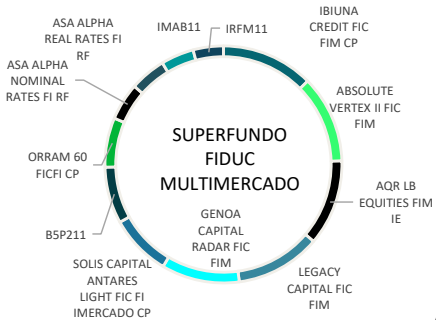 IBIUNA
CREDIT FIC
FIM CP
ABSOLUTE
VERTEX II FIC
FIM
AQR LB
EQUITIES FIM
IE
LEGACY
CAPITAL FIC
FIM
GENOA
CAPITAL
RADAR FIC
FIM
SOLIS CAPITAL
ANTARES
LIGHT FIC FI
IMERCADO CP
B5P211
ORRAM 60
FICFI CP
ASA ALPHA
NOMINAL
RATES FI RF
ASA ALPHA
REAL RATES FI
RF
IMAB11
IRFM11
SUPERFUNDO
FIDUC
MULTIMERCADO